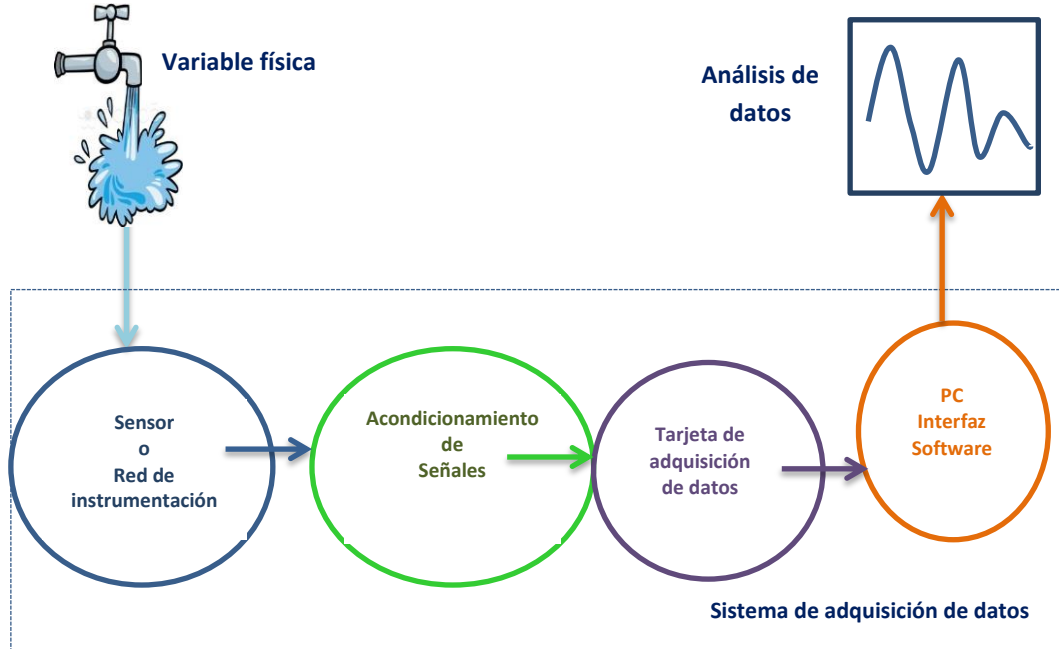 Variable física
Análisis de
datos
Sensor
o
Red de
instrumentación
Acondicionamiento
de
Señales
Tarjeta de
adquisición
de datos
PC
Interfaz
Software
Sistema de adquisición de datos